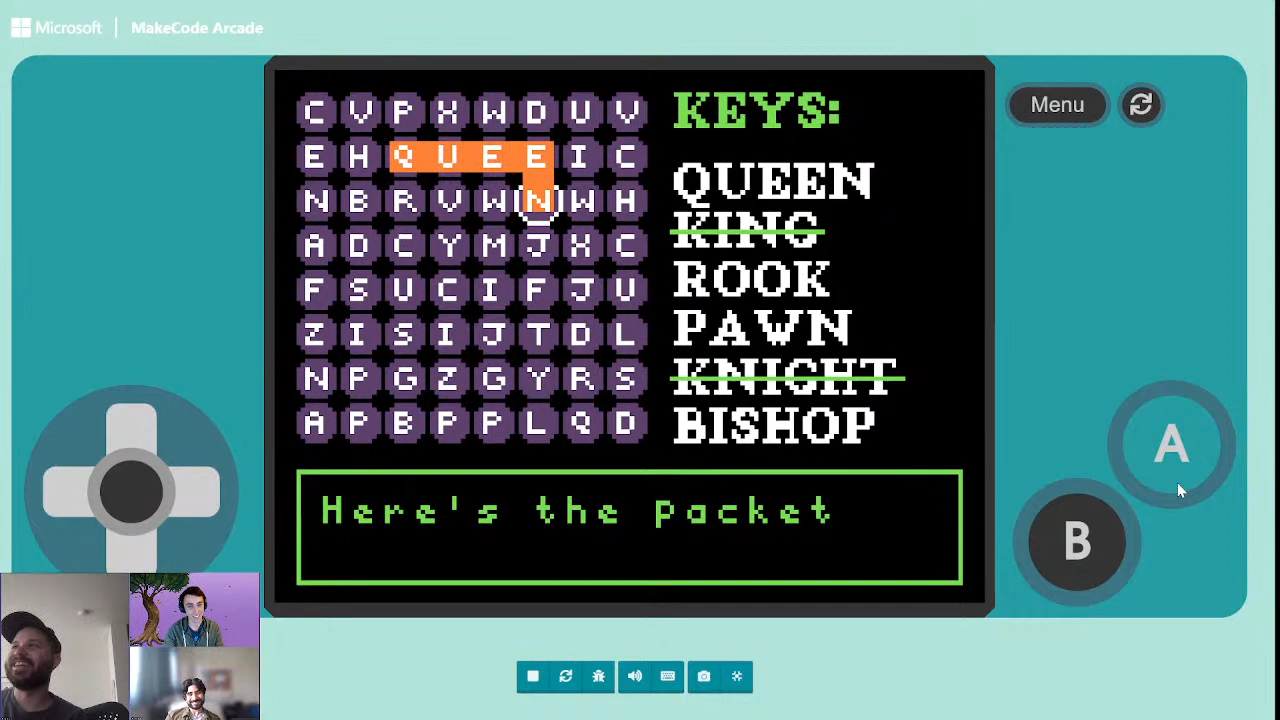 Microsoft | MakeCode Arcade
Menu
C V P X W D U V
E H Q U E E I C
N B R V W N W H
A D C Y M J X C
F S U C I F J U
Z I S I J T D L
N P G Z G Y R S
A P B P P L Q D
KEYS:
QUEEN
KING
ROOK
PAWN
KNIGHT
BISHOP
Here's the packet
A
B